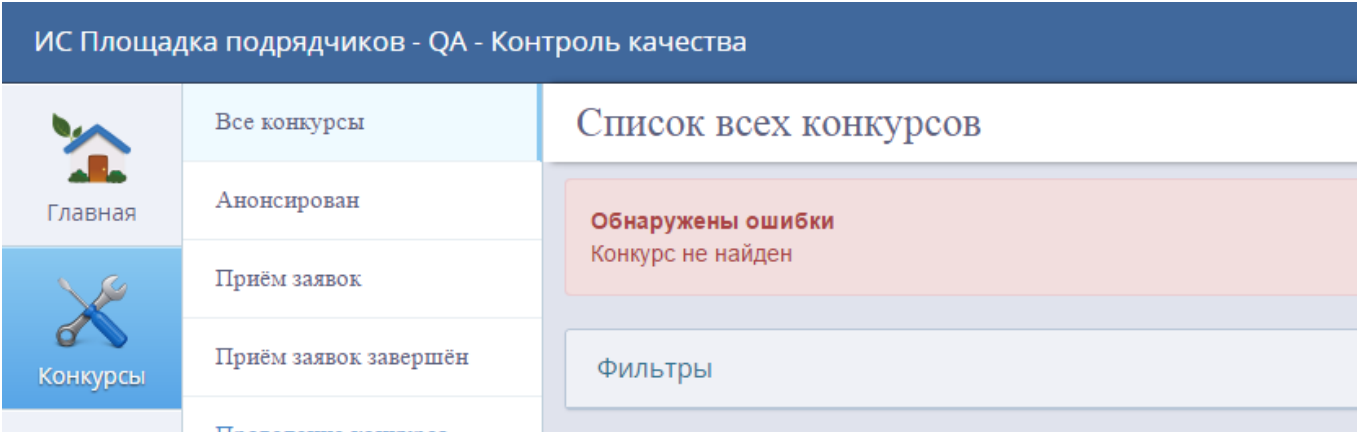 ИС Площадка подрядчиков - QA - Контроль качества
Главная
Конкурсы
Все конкурсы
Анонсирован
Приём заявок
Приём заявок завершён
Список всех конкурсов
Обнаружены ошибки
Конкурс не найден
Фильтры